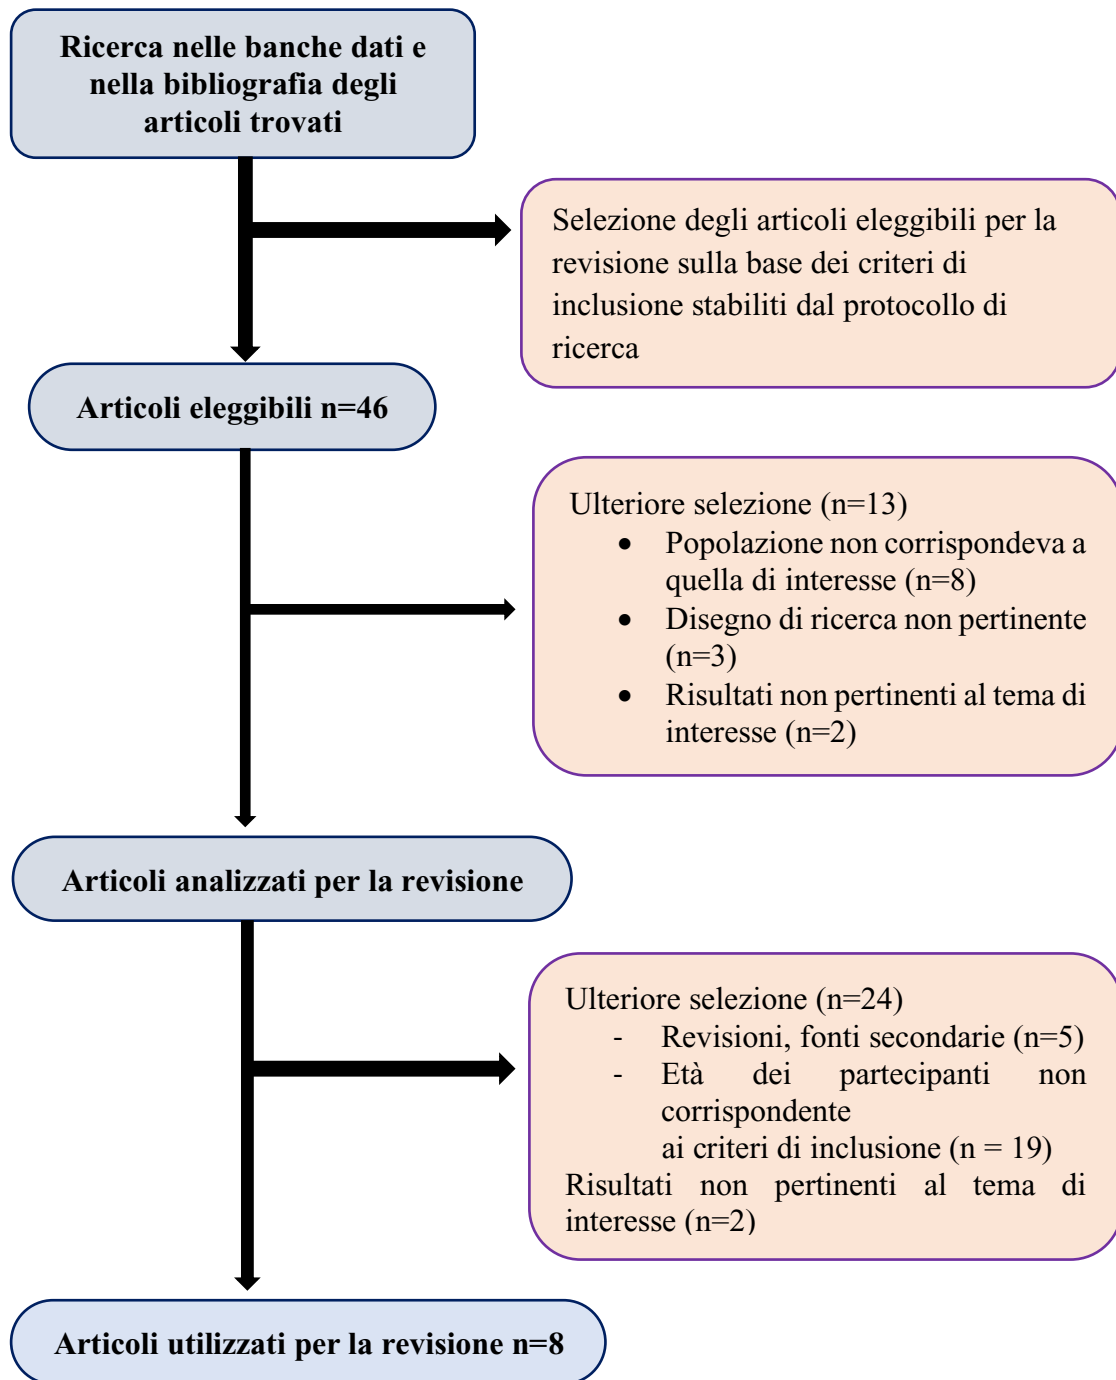 Ricerca nelle banche dati e
nella bibliografia degli
articoli trovati
Selezione degli articoli eleggibili per la
revisione sulla base dei criteri di
inclusione stabiliti dal protocollo di
ricerca
Articoli eleggibili n=46
Ulteriore selezione (n=13)
• Popolazione non corrispondeva a
quella di interesse (n=8)
• Disegno di ricerca non pertinente
(n=3)
• Risultati non pertinenti al tema di
interesse (n=2)
Articoli analizzati per la revisione
Ulteriore selezione (n=24)
- Revisioni, fonti secondarie (n=5)
- Età dei partecipanti non
corrispondente
ai criteri di inclusione (n = 19)
Risultati non pertinenti al tema di
interesse (n=2)
Articoli utilizzati per la revisione n=8